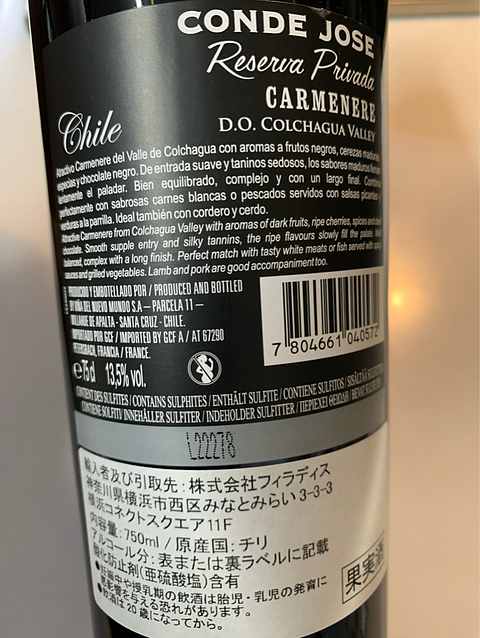 CONDE JOSE
Reserva Privada
CARMENERE
Chile
D.O. COLCHAGUA VALLEY
Atractivo Carmenere del Valle de Colchagua con aromas a frutos negros, cerezas maduras,
especias y chocolate negro. De entrada suave y taninos sedosos, los sabores maduros llenan
lentamente el paladar. Bien equilibrado, complejo y con un largo final. Combina
perfectamente con sabrosas carnes blancas o pescados servidos con salsas picantes y
verduras a la parrilla. Ideal también con cordero y cerdo.
Attractive Carmenere from Colchagua Valley with aromas of dark fruits, ripe cherries, spices and dark
chocolate. Smooth supple entry and silky tannins, the ripe flavours slowly fill the palate. Well
balanced, complex with a long finish. Perfect match with tasty white meats or fish served with spicy
sauces and grilled vegetables. Lamb and pork are good accompaniment too.
PRODUCIDO Y EMBOTELLADO POR / PRODUCED AND BOTTLED
BY VIÑA DEL NUEVO MUNDO S.A – PARCELA 11 –
MILLAHUE DE APALTA - SANTA CRUZ - CHILE.
IMPORTADO POR GCF / IMPORTED BY GCF A / AT 67290
PETERSBACH, FRANCIA / FRANCE.
℮75cl 13,5% vol.
7 804661 040572
CONTIENT DES SULFITES / CONTAINS SULPHITES / ENTHÄLT SULFITE / CONTIENE SULFITOS / SISÄLTÄÄ
CONTIENE SOLFITI / INNEHÅLLER SULFITER / INDEHOLDER SULFITTER / ΠΕΡΙΕΧΕΙ ΘΕΙΩΔΗ / BEVAT
L22278
輸入者及び引取先:株式会社フィラディス
神奈川県横浜市西区みなとみらい3-3-3
横浜コネクトスクエア11F
内容量:750ml / 原産国:チリ
アルコール分:表または裏ラベルに記載
酸化防止剤(亜硫酸塩)含有
●妊娠中や授乳期の飲酒は胎児・乳児の発育に
悪影響を与える恐れがあります。
●飲酒は20歳になってから。
果実酒